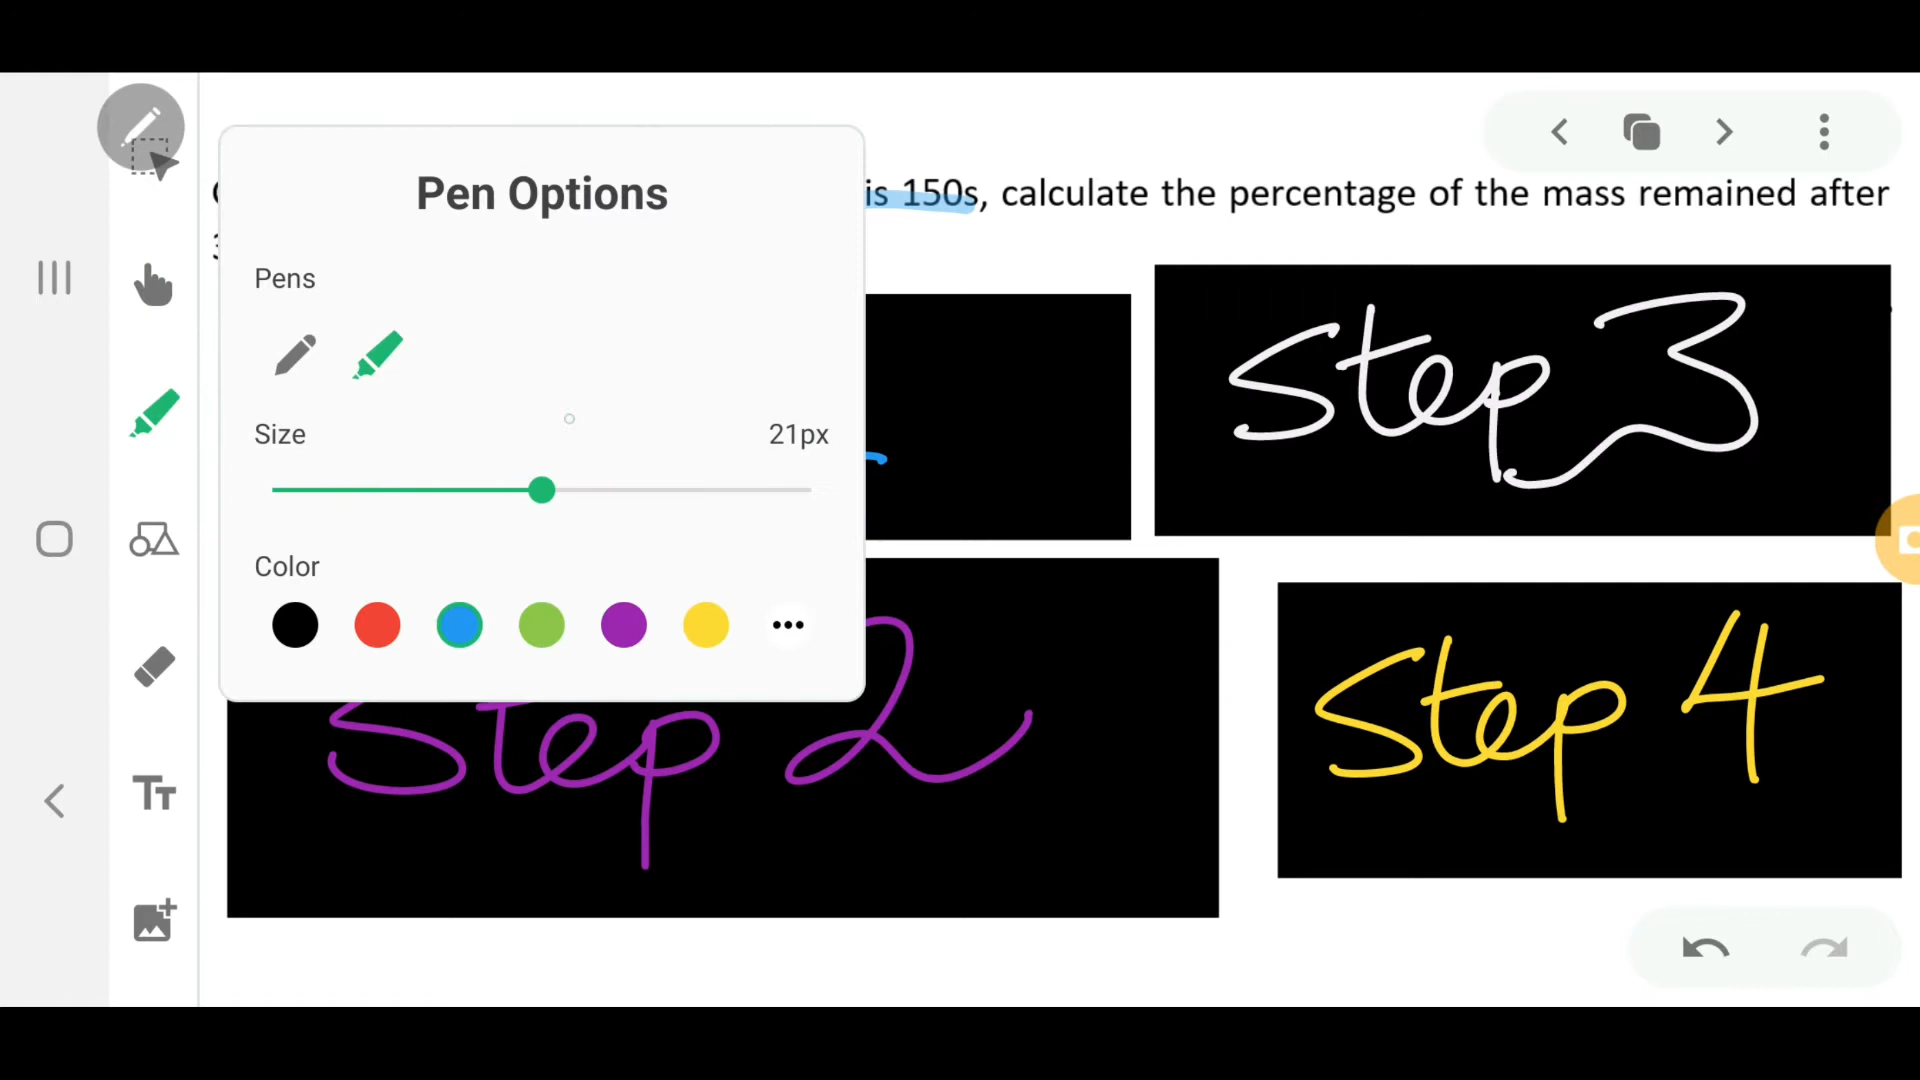 Pen Options
is 150s, calculate the percentage of the mass remained after
Pens
Size
21px
Color
Step 3
Step 2
Step 4
TT